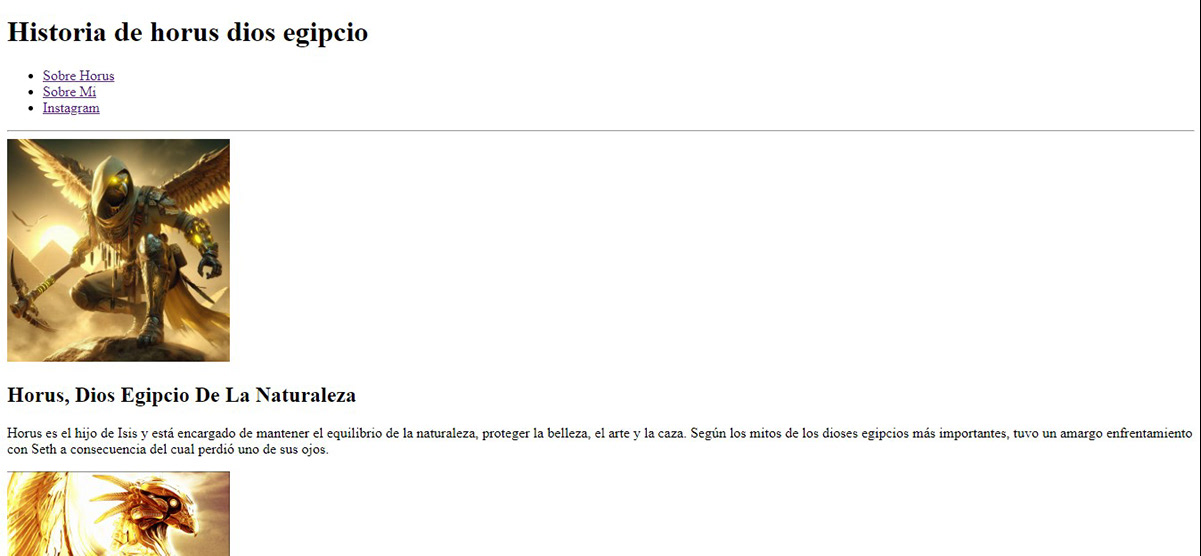 Historia de horus dios egipcio
Sobre Horus
Sobre Mi
Instagram
Horus, Dios Egipcio De La Naturaleza
Horus es el hijo de Isis y está encargado de mantener el equilibrio de la naturaleza, proteger la belleza, el arte y la caza. Según los mitos de los dioses egipcios más importantes, tuvo un amargo enfrentamiento
con Seth a consecuencia del cual perdió uno de sus ojos.